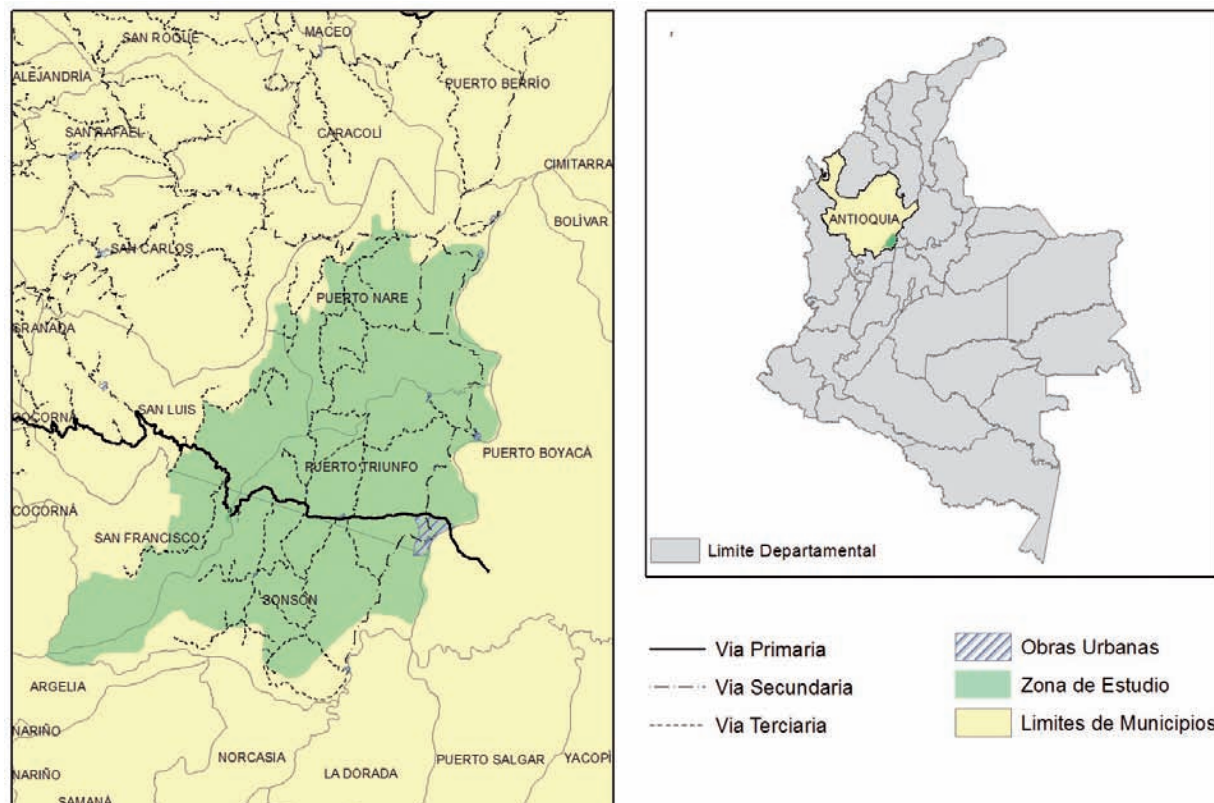 SAN ROQUE
MACEO
ALEJANDRÍA
PUERTO BERRÍO
SAN RAFAEL
CARACOLÍ
CIMITARRA
BOLÍVAR
SAN CARLOS
PUERTO NARE
GRANADA
SAN LUIS
COCORNÁ
PUERTO BOYACÁ
PUERTO TRIUNFO
COCORNÁ
SAN FRANCISCO
SONSÓN
ARGELIA
NARIÑO
NORCASIA
PUERTO SALGAR
YACOPÌ
NARIÑO
LA DORADA
SAMANÁ
ANTIOQUIA
Limite Departamental
Via Primaria
Via Secundaria
Via Terciaria
Obras Urbanas
Zona de Estudio
Limites de Municipios